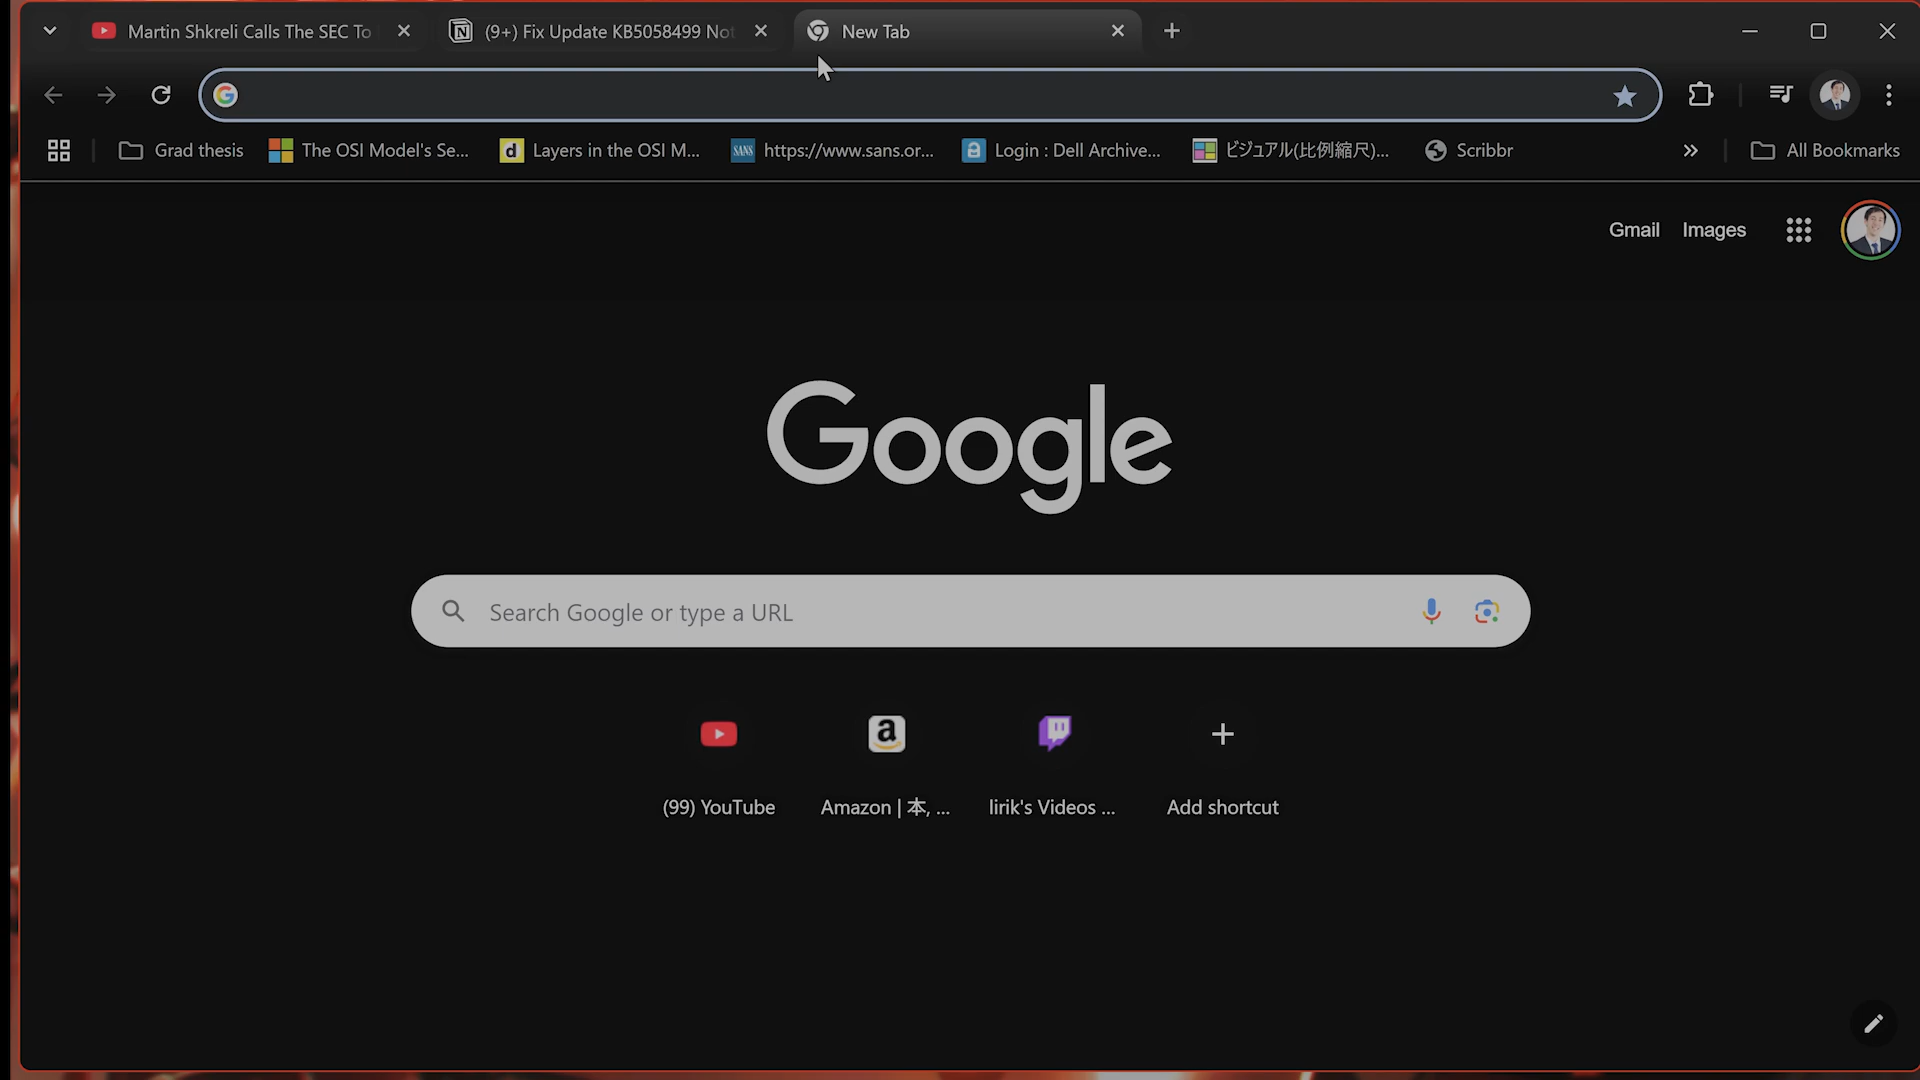 Martin Shkreli Calls The SEC To
(9+) Fix Update KB5058499 Not
New Tab
Grad thesis
The OSI Model's Se...
Layers in the OSI M...
SANS
https://www.sans.or...
Login : Dell Archive...
ビジュアル(比例縮尺)...
Scribbr
All Bookmarks
Gmail
Images
Google
Search Google or type a URL
(99) YouTube
Amazon | 本, ...
lirik's Videos ...
Add shortcut